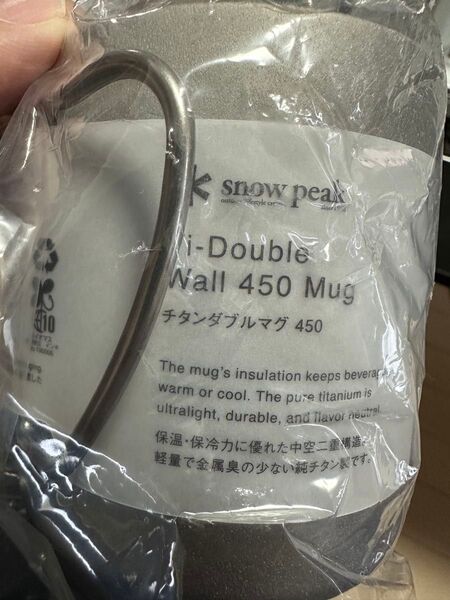 snow peak
i-Double
Wall 450 Mug
チタンダブルマグ 450
The mug's insulation keeps bevera
warm or cool. The pure titanium is
ultralight, durable, and flavor neutral.
保温・保冷力に優れた中空二重構造
軽量で金属臭の少ない純チタン製です。
10